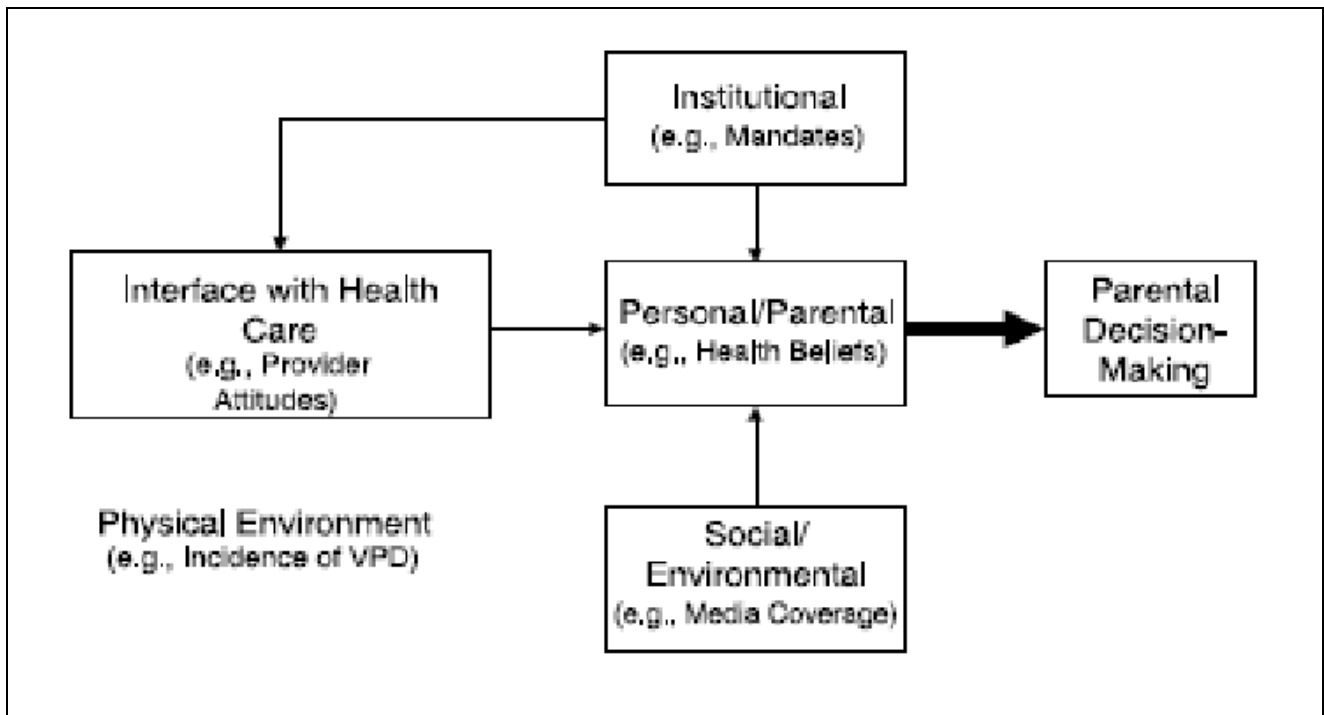 Institutional
(e.g., Mandates)
Interface with Health
Care
(e.g., Provider
Attitudes)
Personal/Parental
(e.g., Health Beliefs)
Parental
Decision-
Making
Physical Environment
(e.g., Incidence of VPD)
Social/
Environmental
(e.g., Media Coverage)